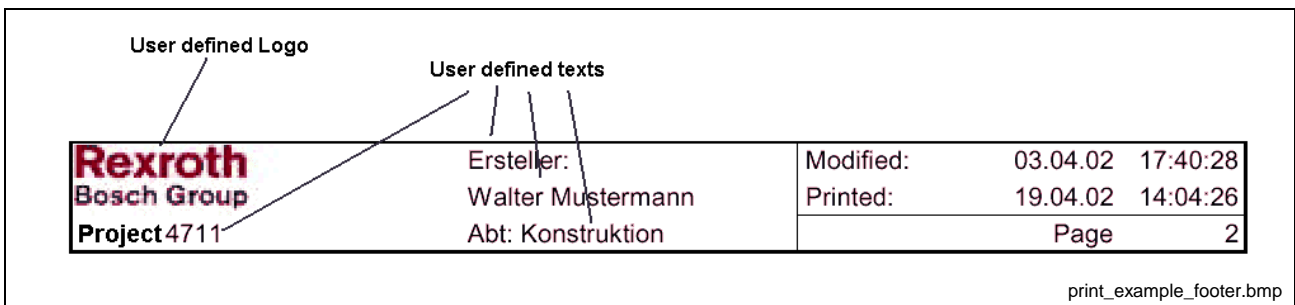 User defined Logo
User defined texts
Rexroth
Bosch Group
Project 4711
Ersteller:
Walter Mustermann
Abt: Konstruktion
Modified: 03.04.02 17:40:28
Printed: 19.04.02 14:04:26
Page 2
print_example_footer.bmp